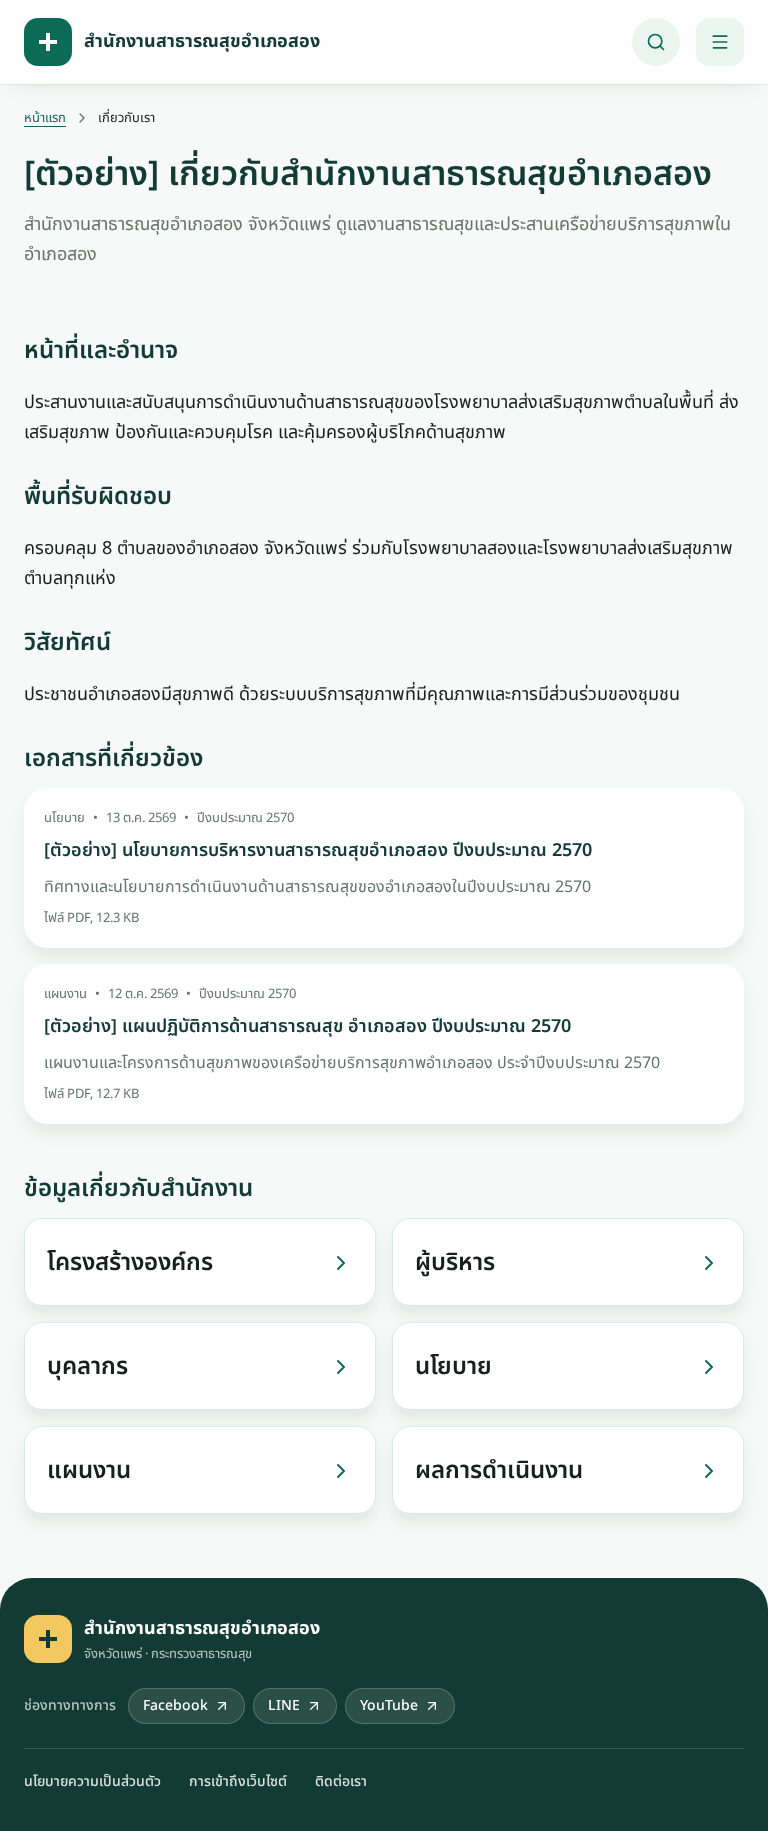 สำนักงานสาธารณสุขอำเภอสอง
หน้าแรก > เกี่ยวกับเรา
[ตัวอย่าง] เกี่ยวกับสำนักงานสาธารณสุขอำเภอสอง
สำนักงานสาธารณสุขอำเภอสอง จังหวัดแพร่ ดูแลงานสาธารณสุขและประสานเครือข่ายบริการสุขภาพใน
อำเภอสอง
หน้าที่และอำนาจ
ประสานงานและสนับสนุนการดำเนินงานด้านสาธารณสุขของโรงพยาบาลส่งเสริมสุขภาพตำบลในพื้นที่ ส่ง
เสริมสุขภาพ ป้องกันและควบคุมโรค และคุ้มครองผู้บริโภคด้านสุขภาพ
พื้นที่รับผิดชอบ
ครอบคลุม 8 ตำบลของอำเภอสอง จังหวัดแพร่ ร่วมกับโรงพยาบาลสองและโรงพยาบาลส่งเสริมสุขภาพ
ตำบลทุกแห่ง
วิสัยทัศน์
ประชาชนอำเภอสองมีสุขภาพดี ด้วยระบบบริการสุขภาพที่มีคุณภาพและการมีส่วนร่วมของชุมชน
เอกสารที่เกี่ยวข้อง
นโยบาย • 13 ต.ค. 2569 • ปีงบประมาณ 2570
[ตัวอย่าง] นโยบายการบริหารงานสาธารณสุขอำเภอสอง ปีงบประมาณ 2570
ทิศทางและนโยบายการดำเนินงานด้านสาธารณสุขของอำเภอสองในปีงบประมาณ 2570
ไฟล์ PDF, 12.3 KB
แผนงาน • 12 ต.ค. 2569 • ปีงบประมาณ 2570
[ตัวอย่าง] แผนปฏิบัติการด้านสาธารณสุข อำเภอสอง ปีงบประมาณ 2570
แผนงานและโครงการด้านสุขภาพของเครือข่ายบริการสุขภาพอำเภอสอง ประจำปีงบประมาณ 2570
ไฟล์ PDF, 12.7 KB
ข้อมูลเกี่ยวกับสำนักงาน
โครงสร้างองค์กร
ผู้บริหาร
บุคลากร
นโยบาย
แผนงาน
ผลการดำเนินงาน
สำนักงานสาธารณสุขอำเภอสอง
จังหวัดแพร่ · กระทรวงสาธารณสุข
ช่องทางทางการ Facebook LINE YouTube
นโยบายความเป็นส่วนตัว การเข้าถึงเว็บไซต์ ติดต่อเรา